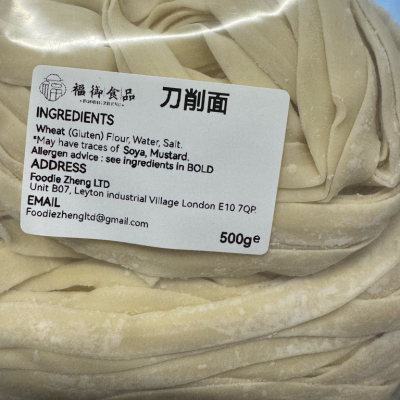 福御食品
刀削面
INGREDIENTS
Wheat (Gluten) Flour, Water, Salt.
*May have traces of Soya, Mustard.
Allergen advice : see ingredients in BOLD
ADDRESS
Foodie Zheng LTD
Unit B07, Leyton industrial Village London E10 7QP.
EMAIL
Foodiezhengltd@gmail.com
500g℮